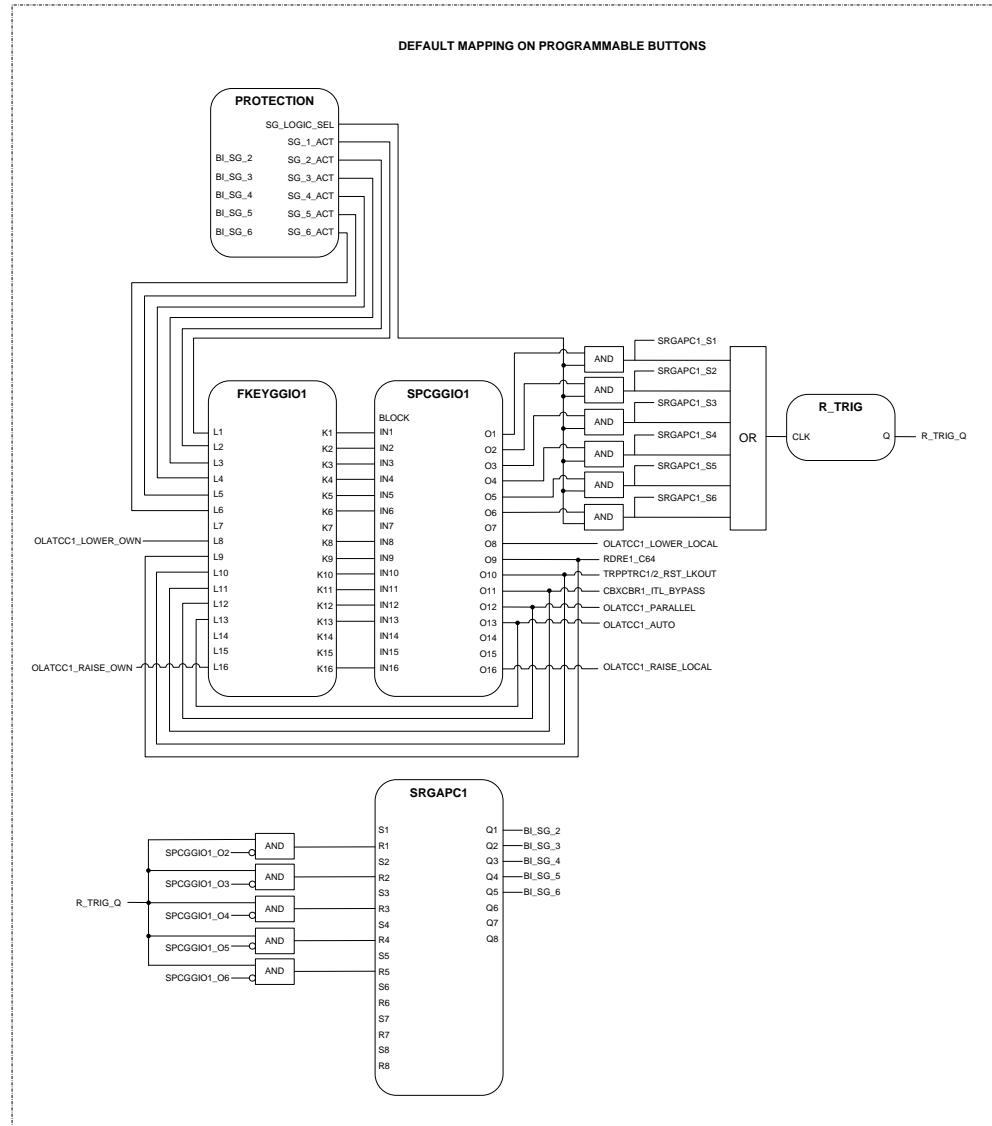 DEFAULT MAPPING ON PROGRAMMABLE BUTTONS
PROTECTION
SG_LOGIC_SEL
SG_1_ACT
BI_SG_2 SG_2_ACT
BI_SG_3 SG_3_ACT
BI_SG_4 SG_4_ACT
BI_SG_5 SG_5_ACT
BI_SG_6 SG_6_ACT
SRGAPC1_S1
AND
SRGAPC1_S2
AND
SRGAPC1_S3
AND
SRGAPC1_S4
AND
SRGAPC1_S5
AND
SRGAPC1_S6
AND
OR
R_TRIG
CLK Q R_TRIG_Q
FKEYGGIO1
L1 K1
L2 K2
L3 K3
L4 K4
L5 K5
L6 K6
L7 K7
OLATCC1_LOWER_OWN L8 K8
L9 K9
L10 K10
L11 K11
L12 K12
L13 K13
L14 K14
L15 K15
OLATCC1_RAISE_OWN L16 K16
SPCGGIO1
BLOCK
IN1 O1
IN2 O2
IN3 O3
IN4 O4
IN5 O5
IN6 O6
IN7 O7
IN8 O8 OLATCC1_LOWER_LOCAL
IN9 O9 RDRE1_C64
IN10 O10 TRPPTRC1/2_RST_LKOUT
IN11 O11 CBXCBR1_ITL_BYPASS
IN12 O12 OLATCC1_PARALLEL
IN13 O13 OLATCC1_AUTO
IN14 O14
IN15 O15
IN16 O16 OLATCC1_RAISE_LOCAL
R_TRIG_Q
SPCGGIO1_O2 AND
SPCGGIO1_O3 AND
SPCGGIO1_O4 AND
SPCGGIO1_O5 AND
SPCGGIO1_O6 AND
SRGAPC1
S1 Q1 BI_SG_2
R1 Q2 BI_SG_3
S2 Q3 BI_SG_4
R2 Q4 BI_SG_5
S3 Q5 BI_SG_6
R3 Q6
S4 Q7
R4 Q8
S5
R5
S6
R6
S7
R7
S8
R8